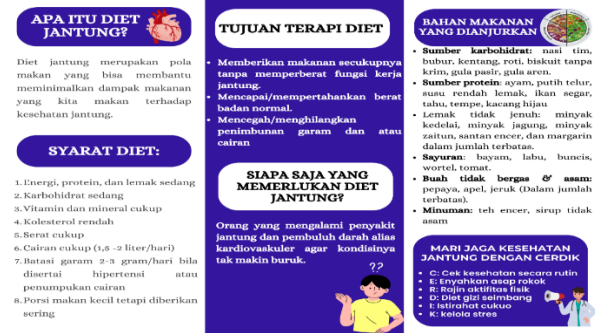 APA ITU DIET
JANTUNG?
Diet jantung merupakan pola
makan yang bisa membantu
meminimalkan dampak makanan
yang kita makan terhadap
kesehatan jantung.
SYARAT DIET:
1. Energi, protein, dan lemak sedang
2. Karbohidrat sedang
3. Vitamin dan mineral cukup
4. Kolesterol rendah
5. Serat cukup
6. Cairan cukup (1,5 -2 liter/hari)
7. Batasi garam 2-3 gram/hari bila
disertai hipertensi atau
penumpukan cairan
8. Porsi makan kecil tetapi diberikan
sering
TUJUAN TERAPI DIET
• Memberikan makanan secukupnya
tanpa memperberat fungsi kerja
jantung.
• Mencapai/mempertahankan berat
badan normal.
• Mencegah/menghilangkan
penimbunan garam dan atau
cairan
SIAPA SAJA YANG
MEMERLUKAN DIET
JANTUNG?
Orang yang mengalami penyakit
jantung dan pembuluh darah alias
kardiovaskuler agar kondisinya
tak makin buruk.
??
BAHAN MAKANAN
YANG DIANJURKAN
• Sumber karbohidrat: nasi tim,
bubur, kentang, roti, biskuit tanpa
krim, gula pasir, gula aren.
• Sumber protein: ayam, putih telur,
susu rendah lemak, ikan segar,
tahu, tempe, kacang hijau
• Lemak tidak jenuh: minyak
kedelai, minyak jagung, minyak
zaitun, santan encer, dan margarin
dalam jumlah terbatas.
• Sayuran: bayam, labu, buncis,
wortel, tomat.
• Buah tidak bergas & asam:
pepaya, apel, jeruk (Dalam jumlah
terbatas).
• Minuman: teh encer, sirup tidak
asam
MARI JAGA KESEHATAN
JANTUNG DENGAN CERDIK
• C: Cek kesehatan secara rutin
• E: Enyahkan asap rokok
• R: Rajin aktifitas fisik
• D: Diet gizi seimbang
• I: Istirahat cukuo
• K: kelola stres